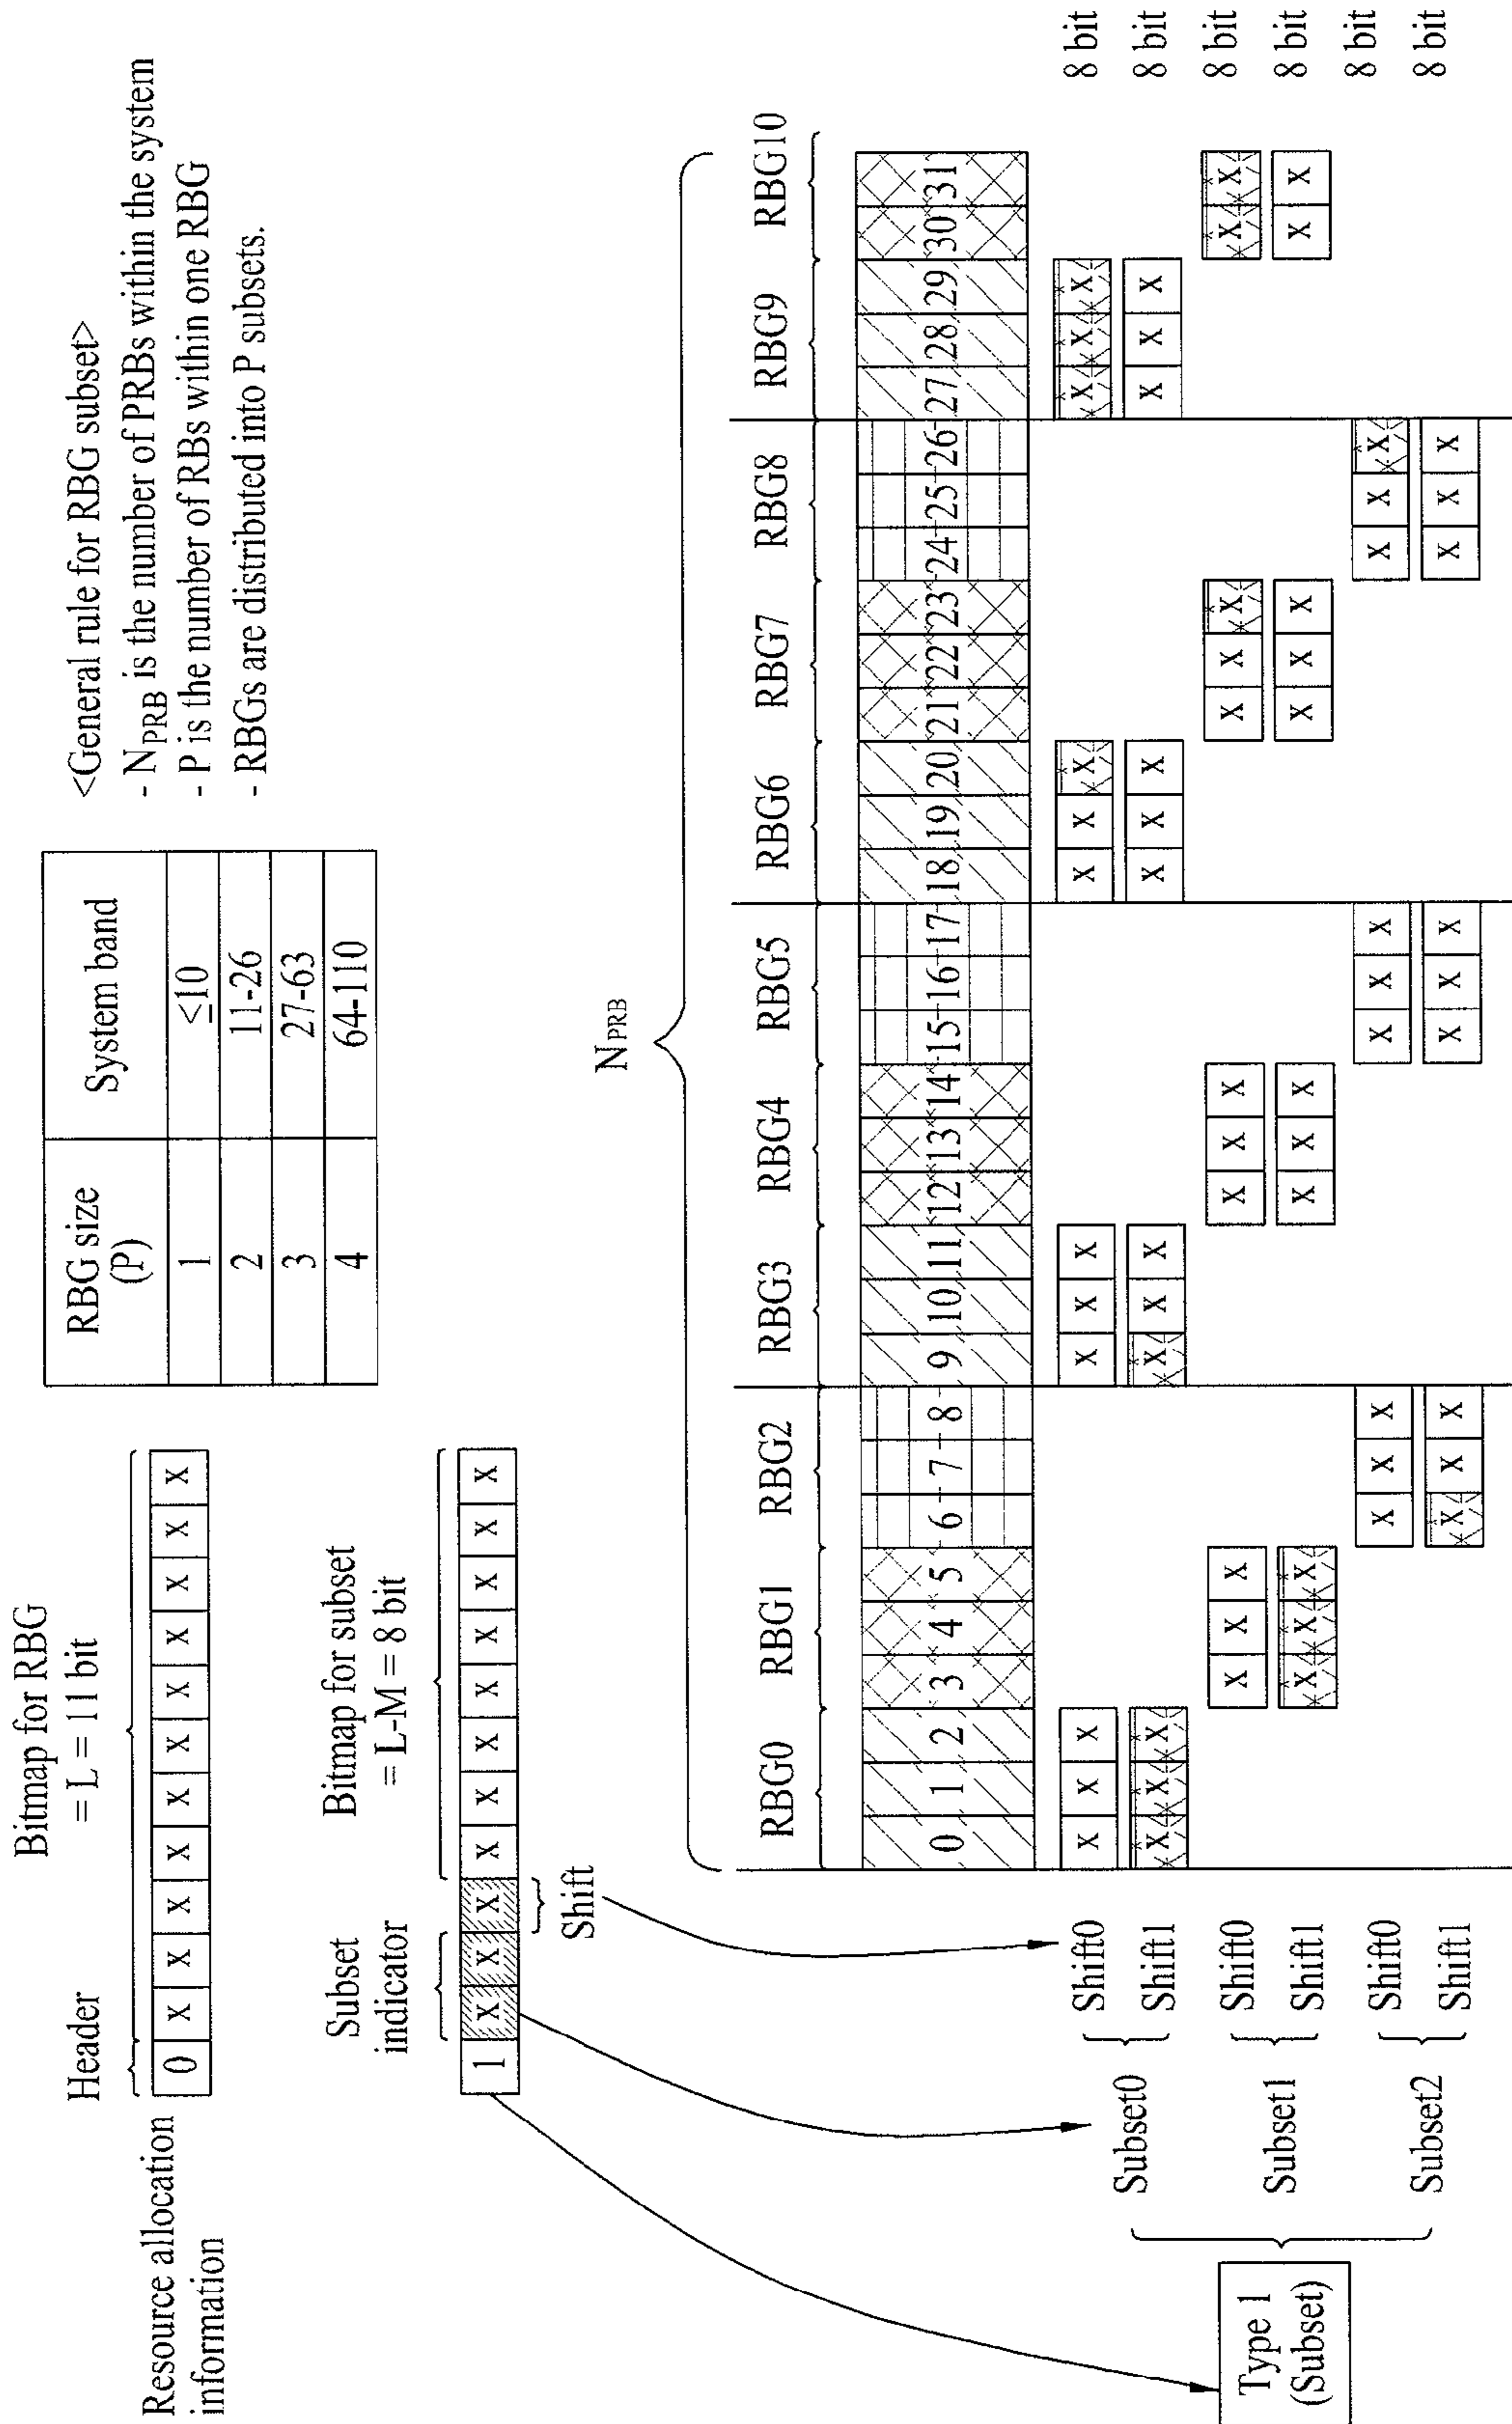 Bitmap for RBG
= L = 11 bit
Header
Resource allocation
information
0 X X X X X X X X X X X
Subset
indicator
Bitmap for subset
= L-M = 8 bit
1 X X X X X X X X X X X
Shift
RBG size
(P)
System band
1 ≤10
2 11-26
3 27-63
4 64-110
<General rule for RBG subset>
- NPRB is the number of PRBs within the system
- P is the number of RBs within one RBG
- RBGs are distributed into P subsets.
NPRB
RBG0 RBG1 RBG2 RBG3 RBG4 RBG5 RBG6 RBG7 RBG8 RBG9 RBG10
0 1 2 3 4 5 6 7 8 9 10 11 12 13 14 15 16 17 18 19 20 21 22 23 24 25 26 27 28 29 30 31
Type 1
(Subset)
Subset0
Shift0 X X X X X X X X X X X X 8 bit
Shift1 X X X X X X X X X X X X 8 bit
Subset1
Shift0 X X X X X X X X X X X 8 bit
Shift1 X X X X X X X X X X X 8 bit
Subset2
Shift0 X X X X X X X X X 8 bit
Shift1 X X X X X X X X X 8 bit